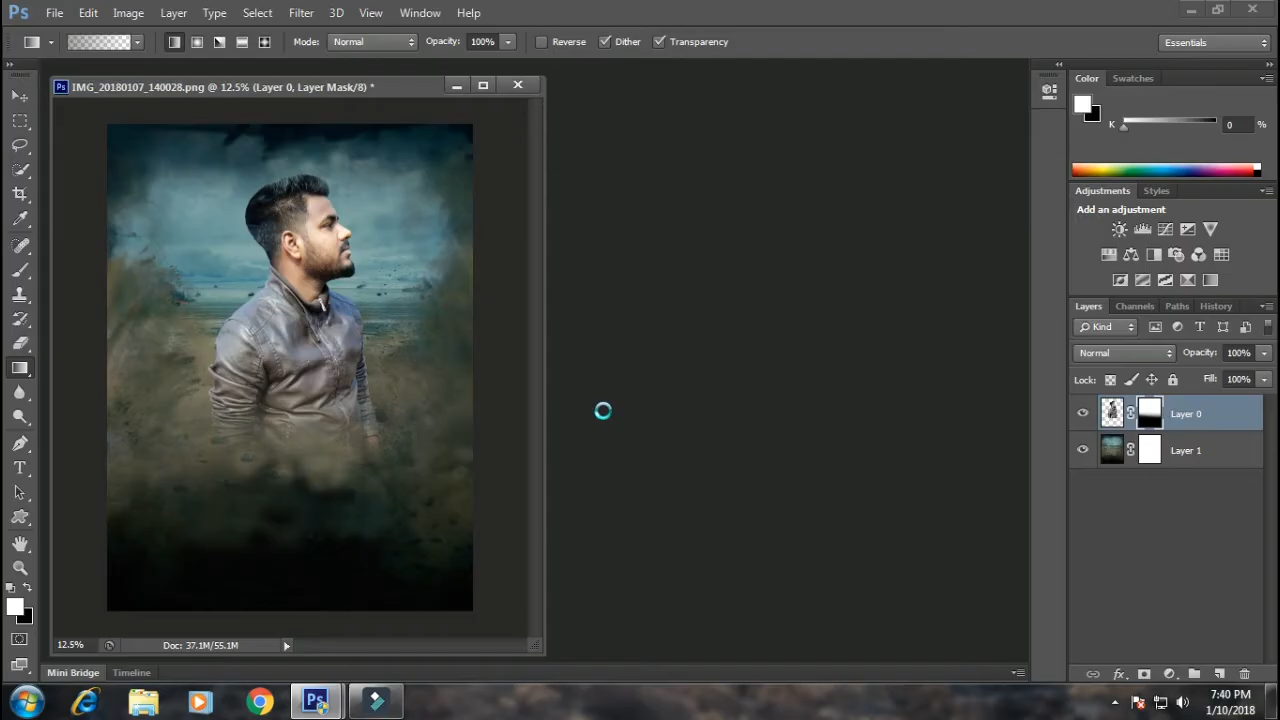 Ps File Edit Image Layer Type Select Filter 3D View Window Help
Mode: Normal Opacity: 100% Reverse Dither Transparency Essentials
Ps IMG_20180107_140028.png @ 12.5% (Layer 0, Layer Mask/8) *
Color Swatches
K 0 %
Adjustments Styles
Add an adjustment
Layers Channels Paths History
Kind
Normal Opacity: 100%
Lock: Fill: 100%
Layer 0
Layer 1
12.5% Doc: 37.1M/55.1M
Mini Bridge Timeline
Ps
7:40 PM
1/10/2018